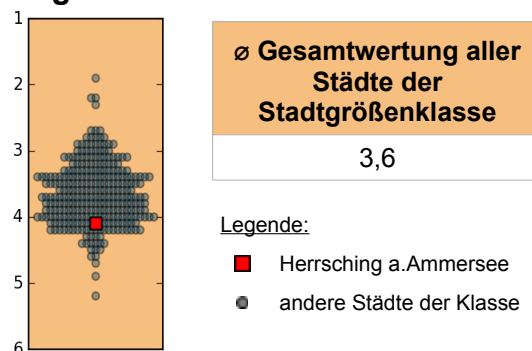 1
2
3
4
5
6
ø Gesamtwertung aller
Städte der
Stadtgrößenklasse
3,6
Legende:
Herrsching a.Ammersee
andere Städte der Klasse